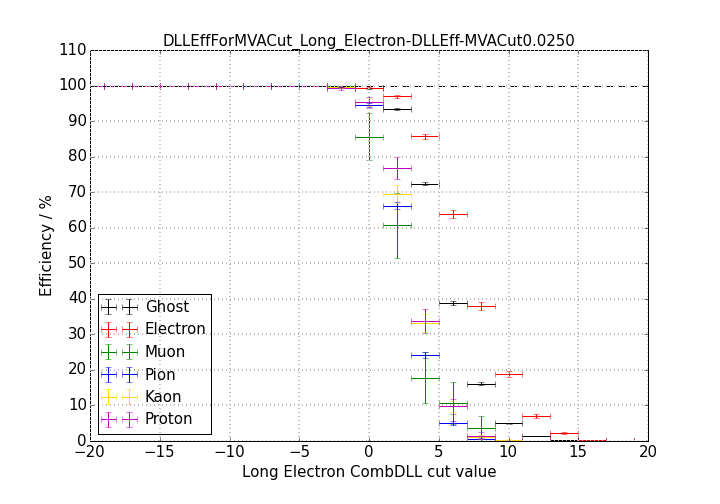 DLLEffForMVACut_Long_Electron-DLLEff-MVACut0.0250
110
100
90
80
70
60
50
40
30
20
10
0
Efficiency / %
Ghost
Electron
Muon
Pion
Kaon
Proton
−20 −15 −10 −5 0 5 10 15 20
Long Electron CombDLL cut value